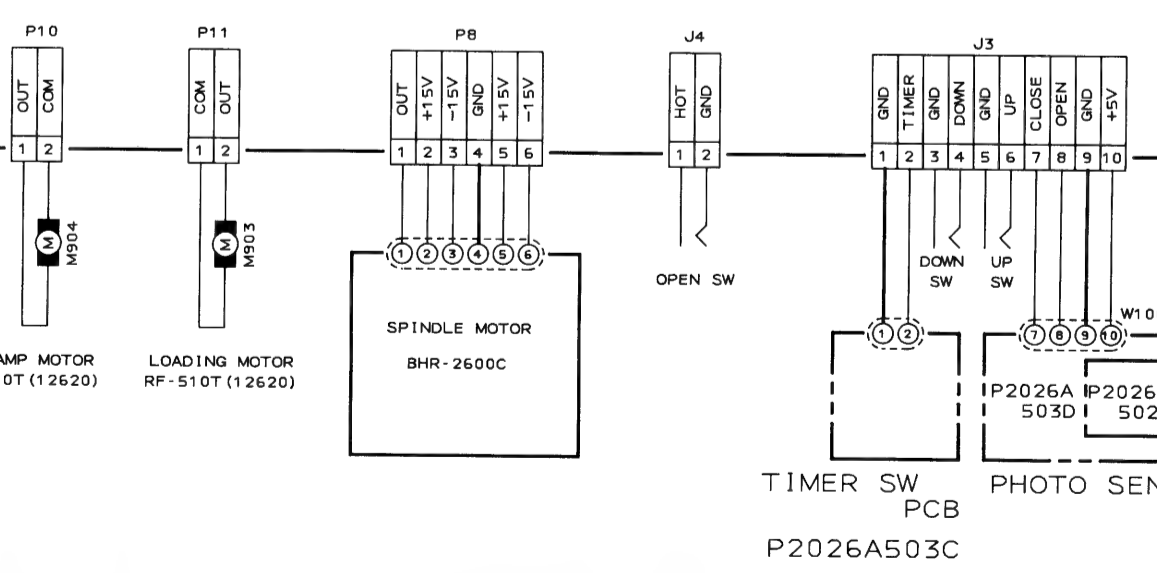 P10
OUT
COM
1 2
M904
AMP MOTOR
0T(12620)
P11
COM
OUT
1 2
M
M903
LOADING MOTOR
RF-510T(12620)
P8
OUT
+15V
-15V
GND
+15V
-15V
1 2 3 4 5 6
1 2 3 4 5 6
SPINDLE MOTOR
BHR-2600C
J4
HOT
GND
1 2
OPEN SW
J3
GND
TIMER
GND
DOWN
GND
UP
CLOSE
OPEN
GND
+5V
1 2 3 4 5 6 7 8 9 10
DOWN
SW
UP
SW
1 2
7 8 9 10
W10
P2026A
503D
P2026
502
TIMER SW
PCB
P2026A503C
PHOTO SEN
M